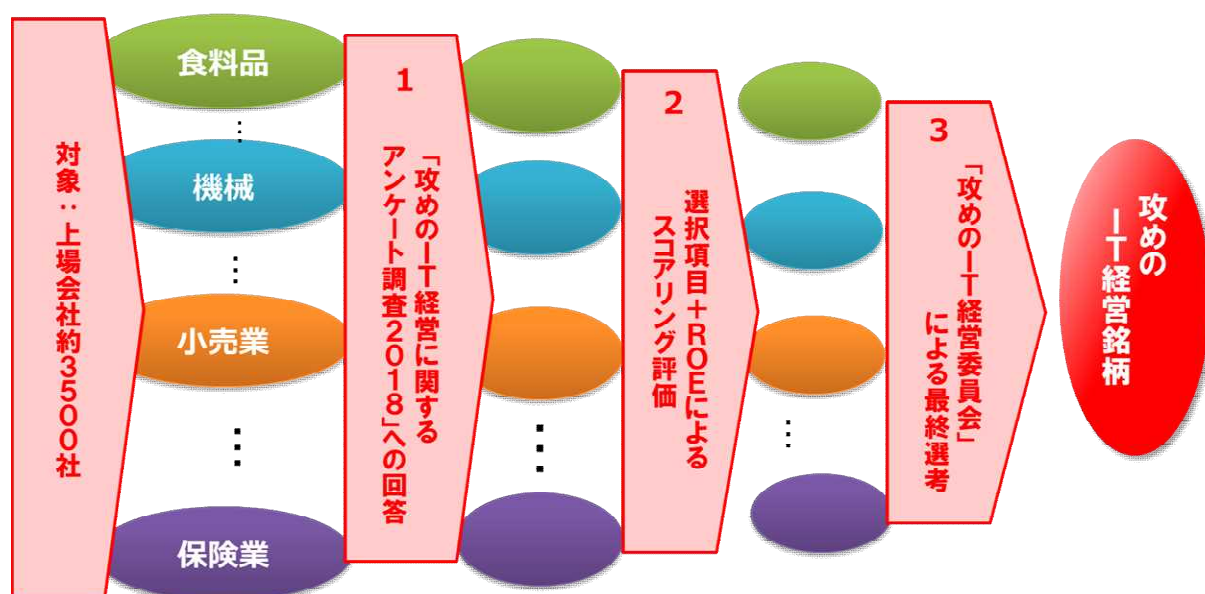 対象：上場会社約3500社
食料品
機械
小売業
保険業
1
「攻めのIT経営に関する
アンケート調査2018」への回答
2
選択項目＋ROEによる
スコアリング評価
3
「攻めのIT経営委員会」
による最終選考
攻めの
IT経営銘柄